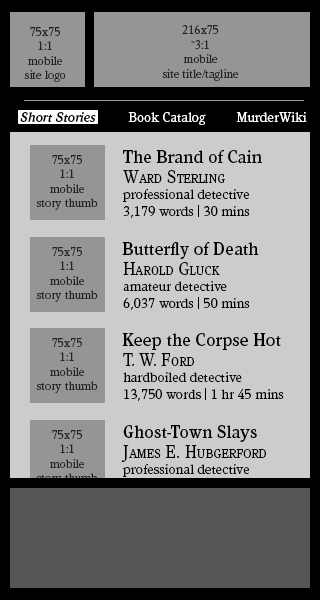 75x75
1:1
mobile
site logo
216x75
~3:1
mobile
site title/tagline
Short Stories
Book Catalog
MurderWiki
75x75
1:1
mobile
story thumb
The Brand of Cain
Ward Sterling
professional detective
3,179 words | 30 mins
75x75
1:1
mobile
story thumb
Butterfly of Death
Harold Gluck
amateur detective
6,037 words | 50 mins
75x75
1:1
mobile
story thumb
Keep the Corpse Hot
T. W. Ford
hardboiled detective
13,750 words | 1 hr 45 mins
75x75
1:1
mobile
story thumb
Ghost-Town Slays
James E. Hubgerford
professional detective